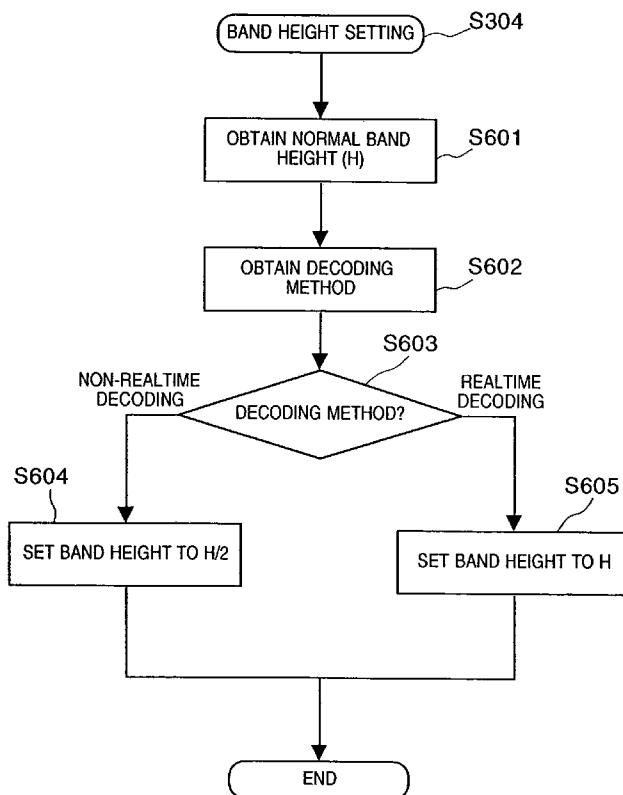 BAND HEIGHT SETTING
S304
OBTAIN NORMAL BAND
HEIGHT (H)
S601
OBTAIN DECODING
METHOD
S602
S603
DECODING METHOD?
NON-REALTIME
DECODING
REALTIME
DECODING
S604
SET BAND HEIGHT TO H/2
S605
SET BAND HEIGHT TO H
END